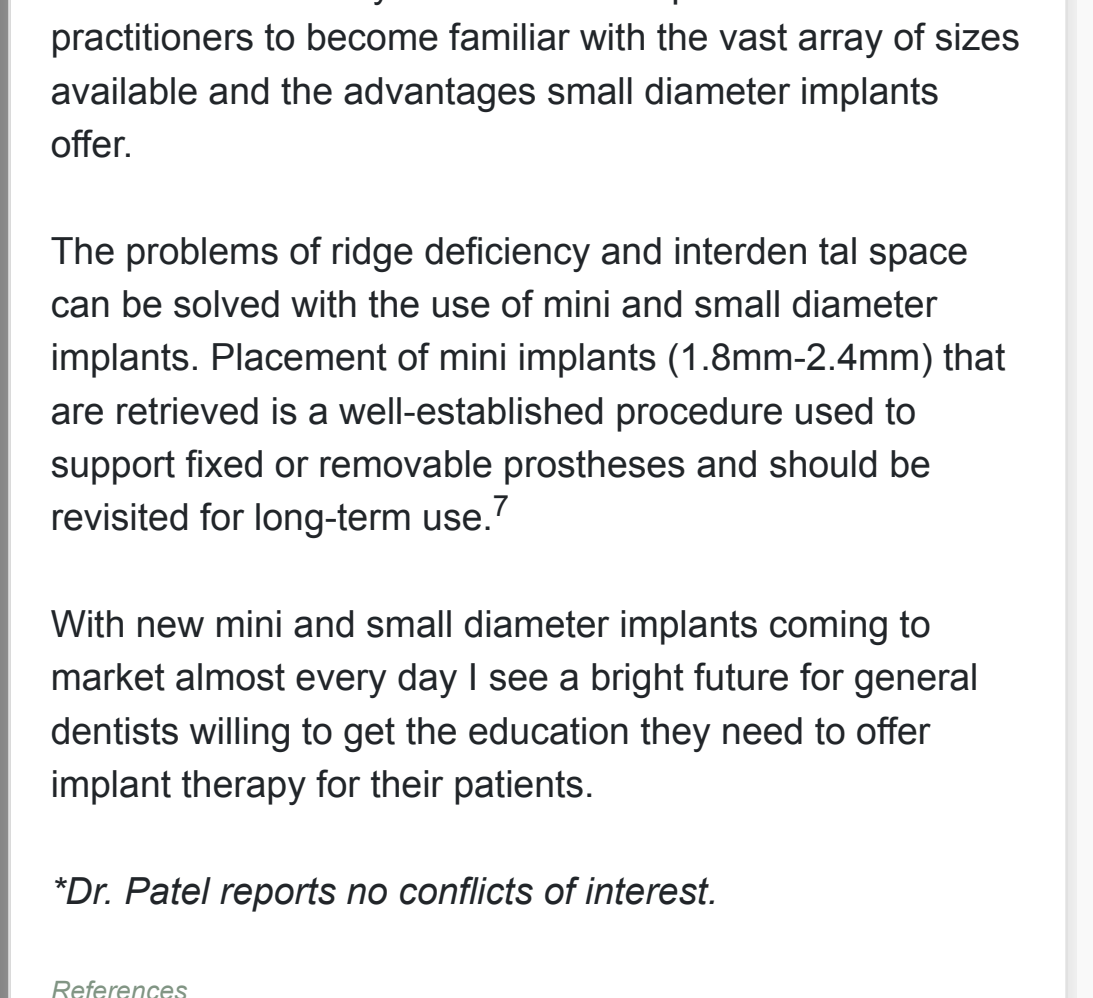 practitioners to become familiar with the vast array of sizes
available and the advantages small diameter implants
offer.
The problems of ridge deficiency and interden tal space
can be solved with the use of mini and small diameter
implants. Placement of mini implants (1.8mm-2.4mm) that
are retrieved is a well-established procedure used to
support fixed or removable prostheses and should be
revisited for long-term use.7
With new mini and small diameter implants coming to
market almost every day I see a bright future for general
dentists willing to get the education they need to offer
implant therapy for their patients.
*Dr. Patel reports no conflicts of interest.
References